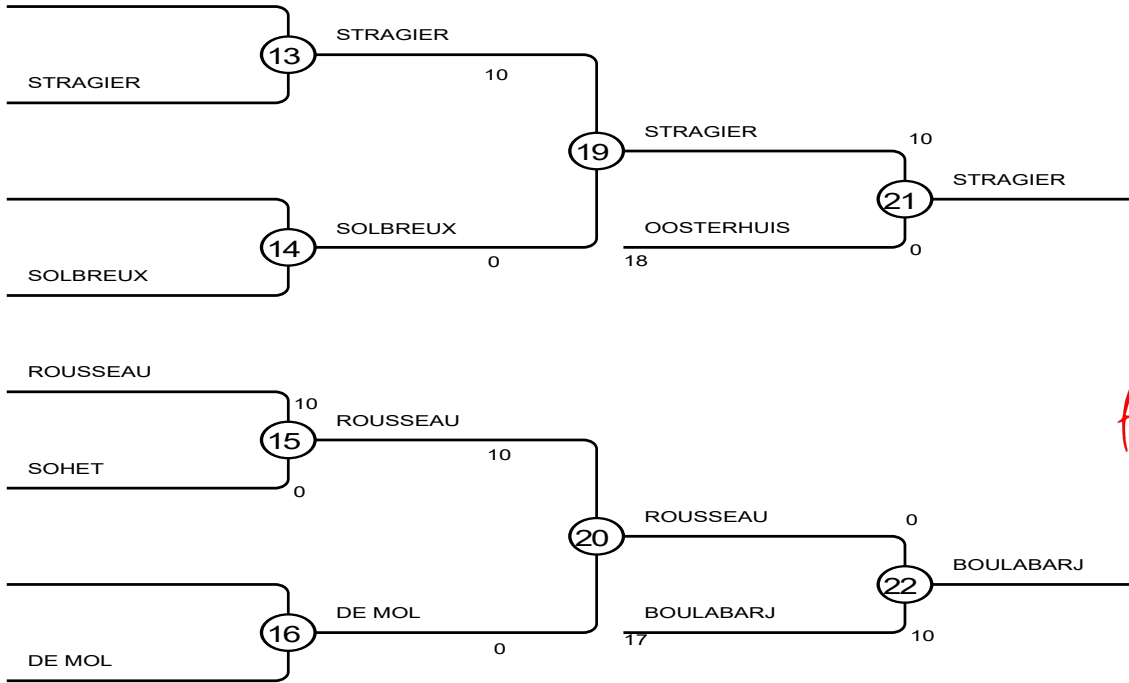 STRAGIER
13
STRAGIER
10
STRAGIER
10
19
STRAGIER
21
SOLBREUX
OOSTERHUIS
14
0
18
0
SOLBREUX
ROUSSEAU
10
ROUSSEAU
15
10
SOHET
0
ROUSSEAU
0
20
BOULABARJ
22
DE MOL
BOULABARJ
16
0
17
10
DE MOL